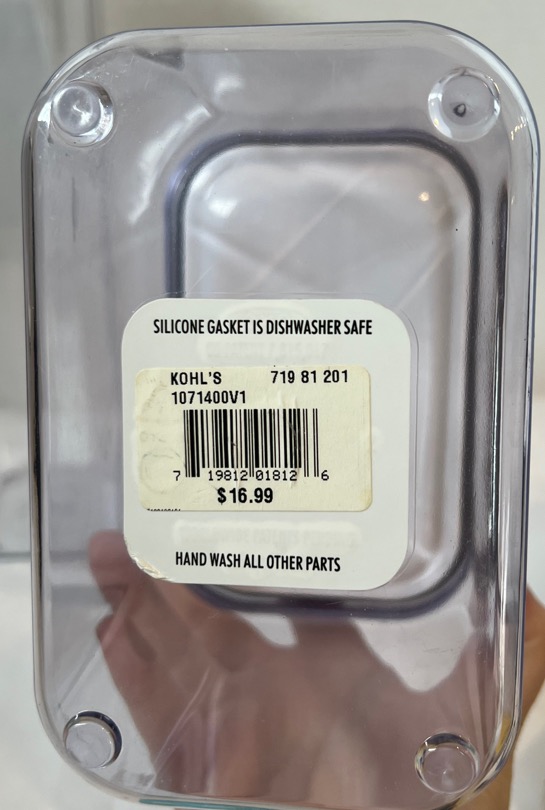 SILICONE GASKET IS DISHWASHER SAFE
KOHL'S 719 81 201
1071400V1
7 19812 01812 6
$16.99
HAND WASH ALL OTHER PARTS